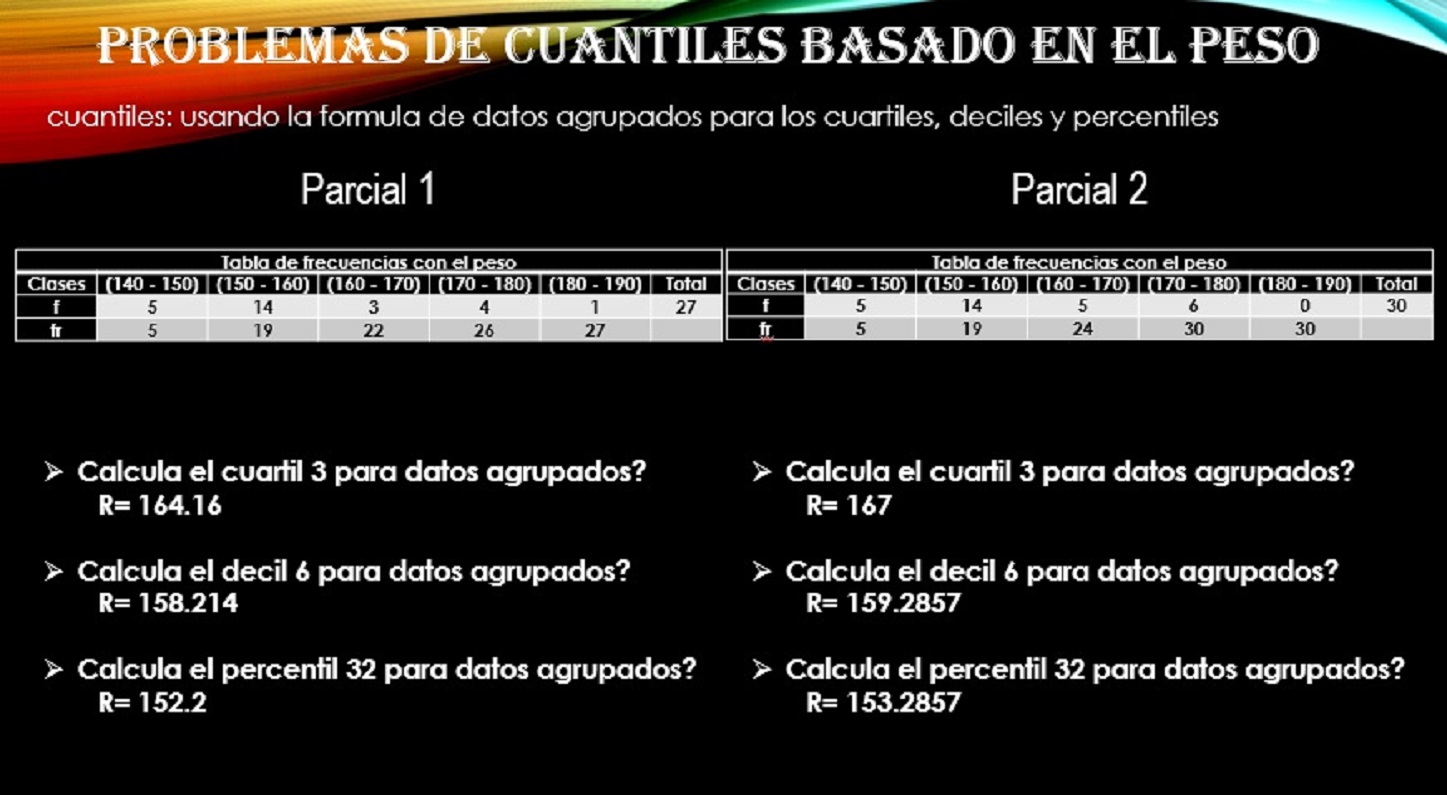 PROBLEMAS DE CUANTILES BASADO EN EL PESO
cuantiles: usando la formula de datos agrupados para los cuartiles, deciles y percentiles
Parcial 1
Tabla de frecuencias con el peso
Clases (140 - 150) (150 - 160) (160 - 170) (170 - 180) (180 - 190) Total
f 5 14 3 4 1 27
fr 5 19 22 26 27
➢ Calcula el cuartil 3 para datos agrupados?
R= 164.16
➢ Calcula el decil 6 para datos agrupados?
R= 158.214
➢ Calcula el percentil 32 para datos agrupados?
R= 152.2
Parcial 2
Tabla de frecuencias con el peso
Clases (140 - 150) (150 - 160) (160 - 170) (170 - 180) (180 - 190) Total
f 5 14 5 6 0 30
fr 5 19 24 30 30
➢ Calcula el cuartil 3 para datos agrupados?
R= 167
➢ Calcula el decil 6 para datos agrupados?
R= 159.2857
➢ Calcula el percentil 32 para datos agrupados?
R= 153.2857